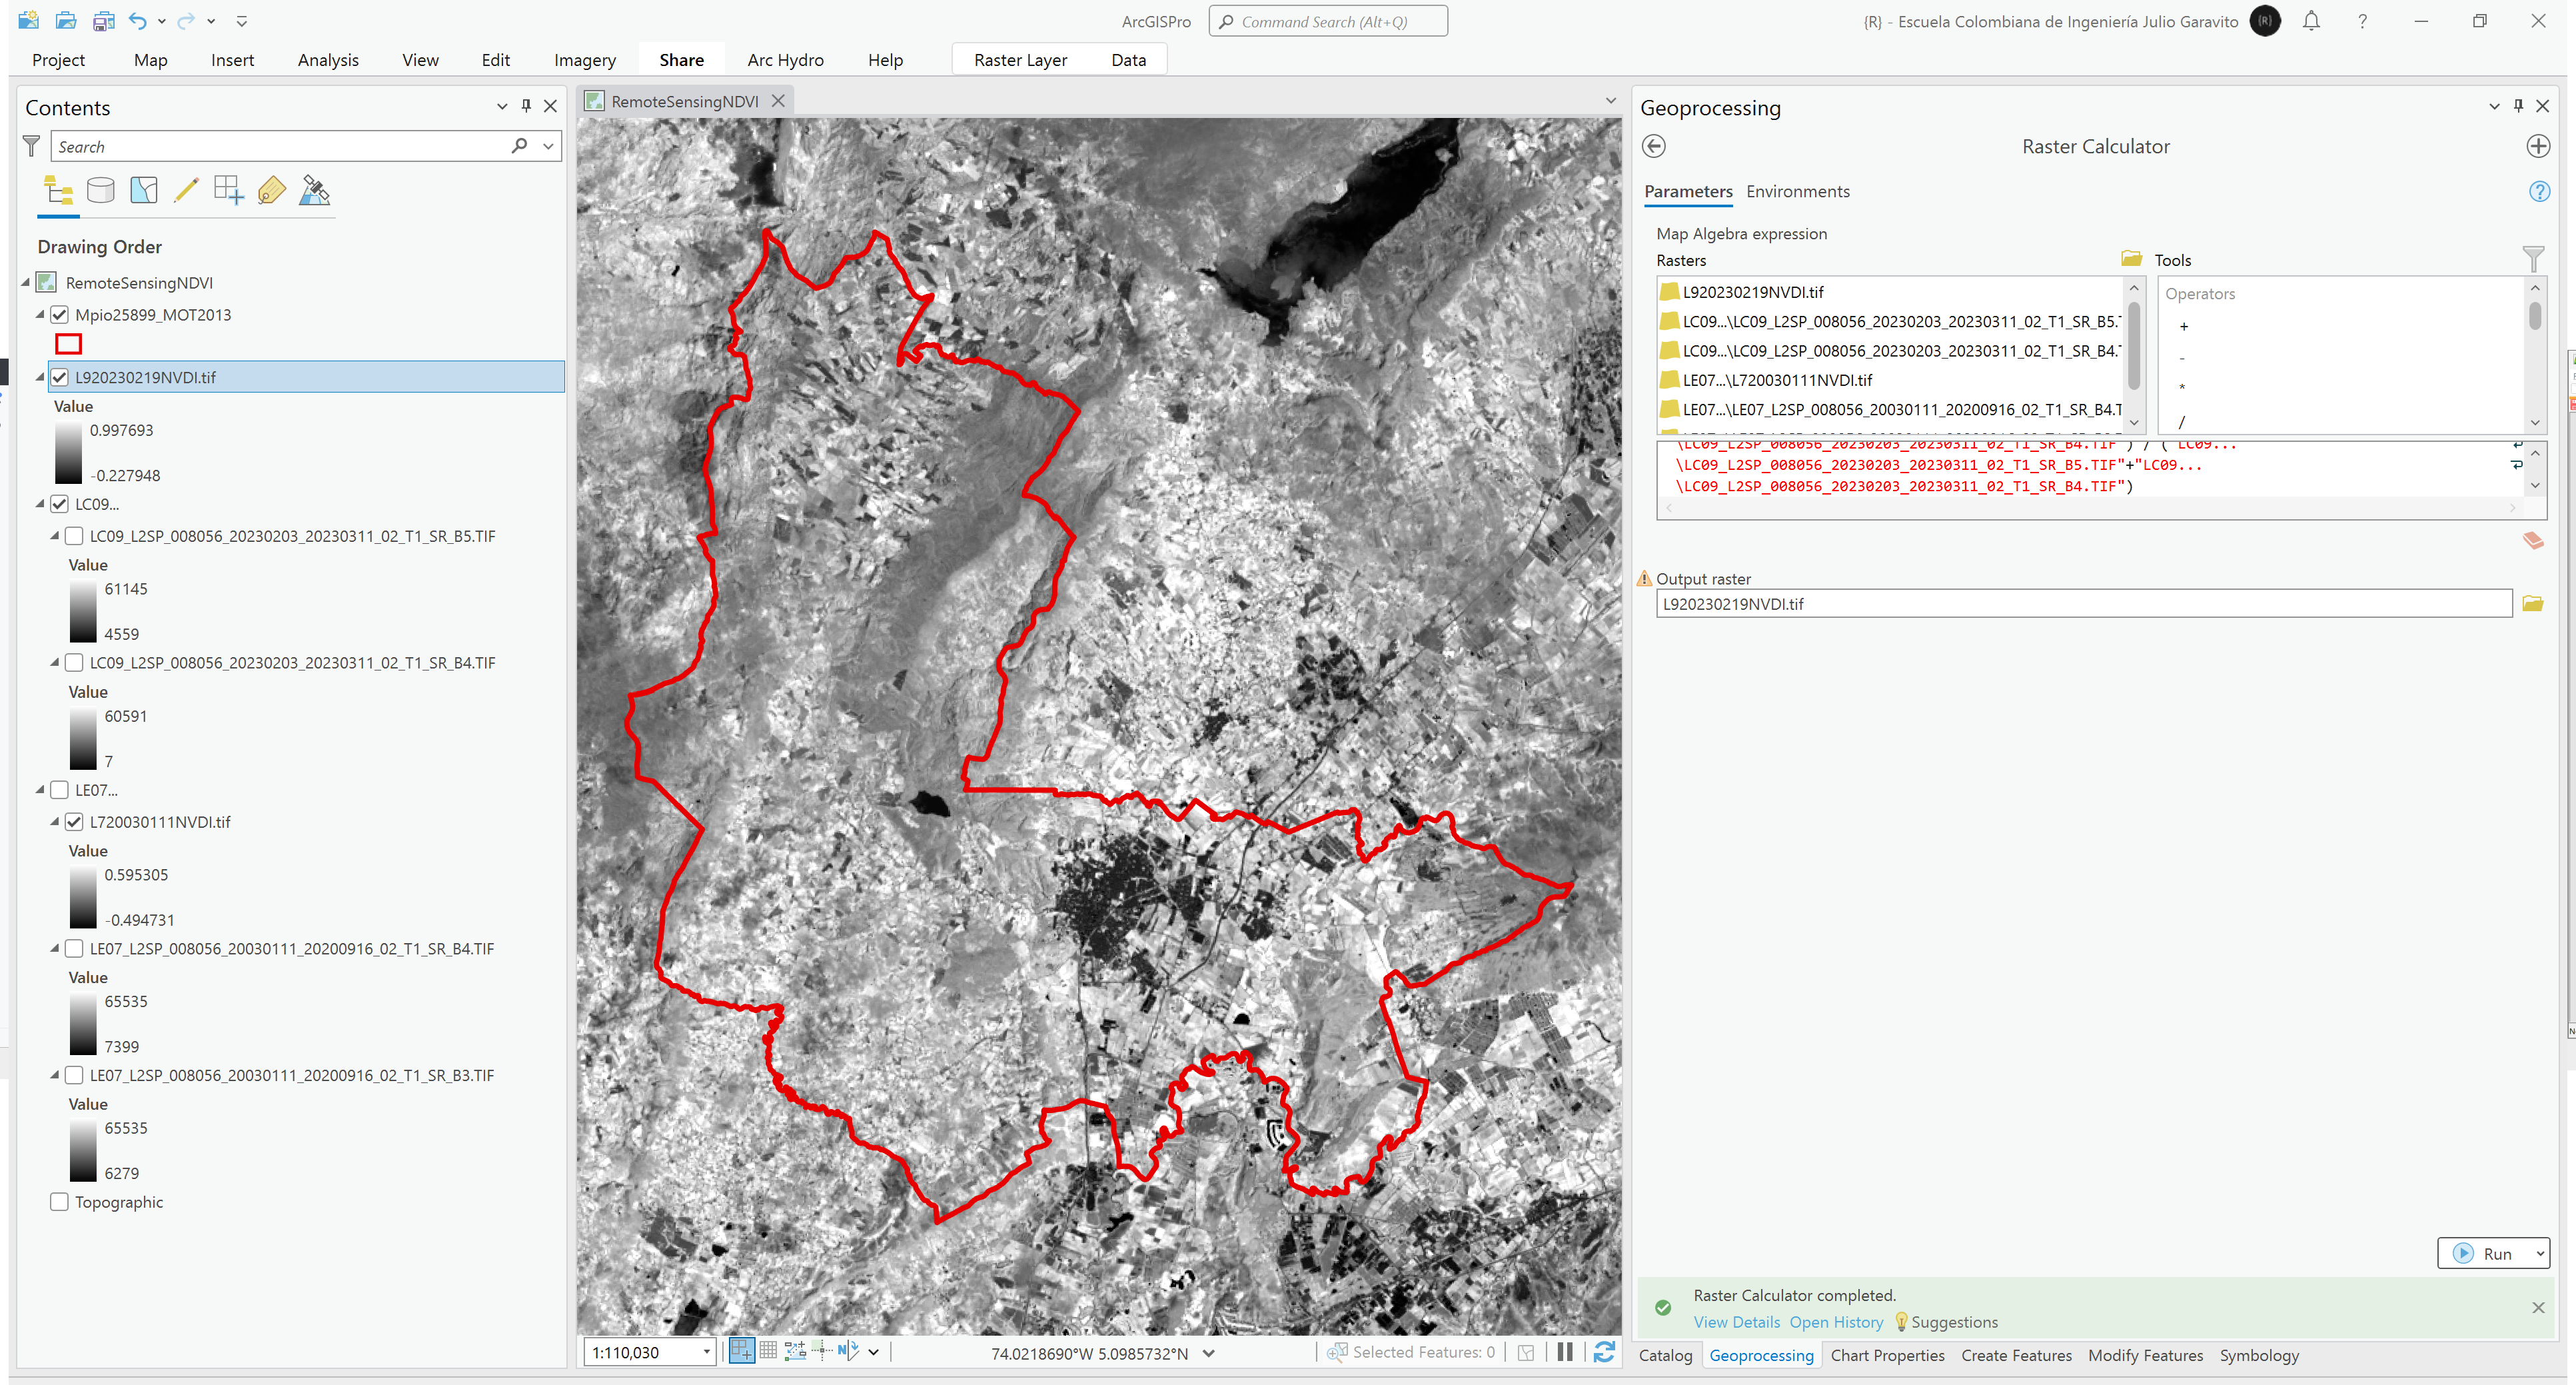 ArcGISPro
Command Search (Alt+Q)
{R} - Escuela Colombiana de Ingeniería Julio Garavito
{R}
?
Project Map Insert Analysis View Edit Imagery Share Arc Hydro Help Raster Layer Data
Contents
Search
Drawing Order
RemoteSensingNDVI
Mpio25899_MOT2013
L920230219NVDI.tif
Value
0.997693
-0.227948
LC09...
LC09_L2SP_008056_20230203_20230311_02_T1_SR_B5.TIF
Value
61145
4559
LC09_L2SP_008056_20230203_20230311_02_T1_SR_B4.TIF
Value
60591
7
LE07...
L720030111NVDI.tif
Value
0.595305
-0.494731
LE07_L2SP_008056_20030111_20200916_02_T1_SR_B4.TIF
Value
65535
7399
LE07_L2SP_008056_20030111_20200916_02_T1_SR_B3.TIF
Value
65535
6279
Topographic
RemoteSensingNDVI
1:110,030
N
74.0218690°W 5.0985732°N
Selected Features: 0
Geoprocessing
Raster Calculator
Parameters Environments
?
Map Algebra expression
Rasters
L920230219NVDI.tif
LC09...\LC09_L2SP_008056_20230203_20230311_02_T1_SR_B5.T
LC09...\LC09_L2SP_008056_20230203_20230311_02_T1_SR_B4.T
LE07...\L720030111NVDI.tif
LE07...\LE07_L2SP_008056_20030111_20200916_02_T1_SR_B4.T
Tools
Operators
+
-
*
/
\LC09_L2SP_008056_20230203_20230311_02_T1_SR_B4.TIF") / ("LC09...
\LC09_L2SP_008056_20230203_20230311_02_T1_SR_B5.TIF"+"LC09...
\LC09_L2SP_008056_20230203_20230311_02_T1_SR_B4.TIF")
Output raster
L920230219NVDI.tif
Run
Raster Calculator completed.
View Details Open History Suggestions
Catalog Geoprocessing Chart Properties Create Features Modify Features Symbology